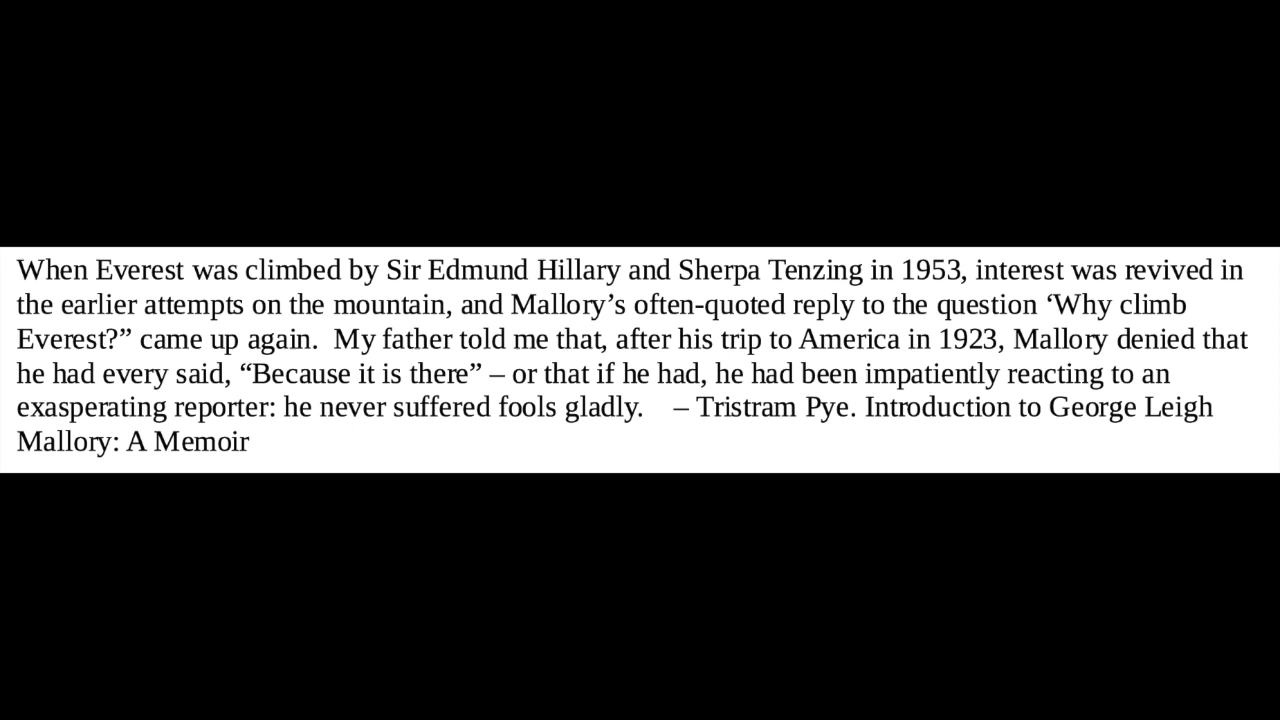 When Everest was climbed by Sir Edmund Hillary and Sherpa Tenzing in 1953, interest was revived in
the earlier attempts on the mountain, and Mallory’s often-quoted reply to the question ‘Why climb
Everest?” came up again.  My father told me that, after his trip to America in 1923, Mallory denied that
he had every said, “Because it is there” – or that if he had, he had been impatiently reacting to an
exasperating reporter: he never suffered fools gladly.    – Tristram Pye. Introduction to George Leigh
Mallory: A Memoir